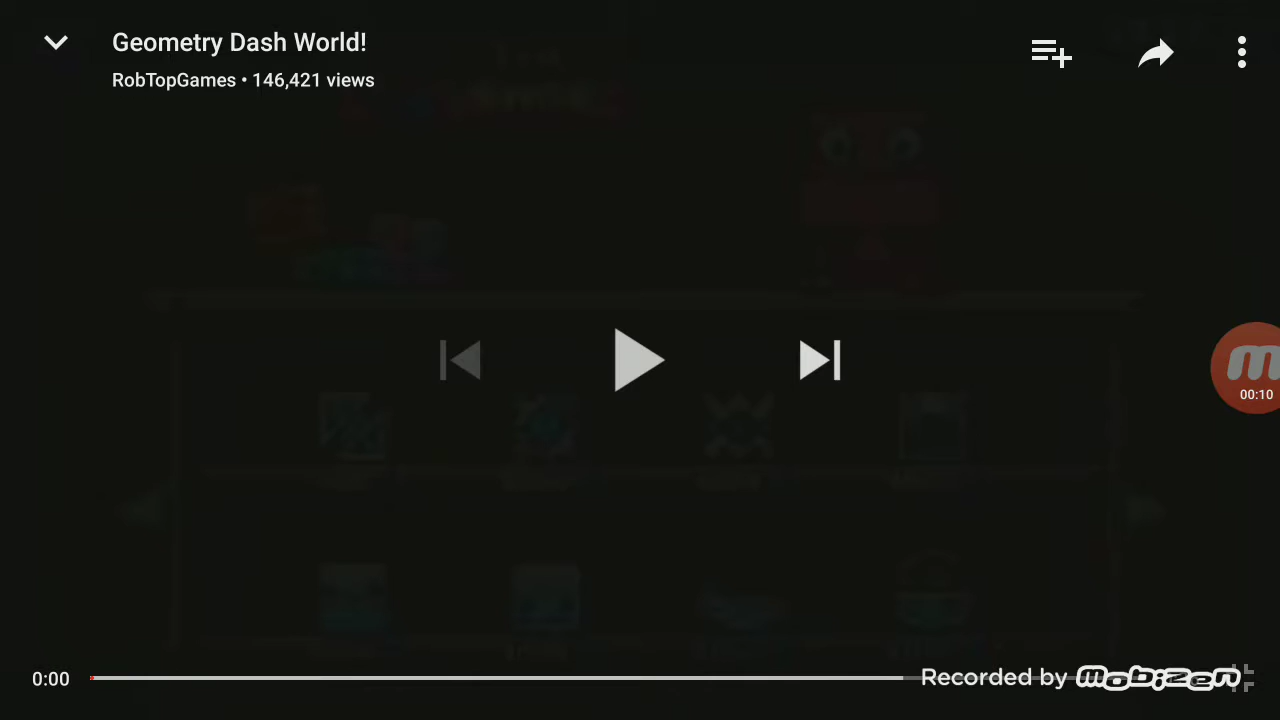 Geometry Dash World!
RobTopGames • 146,421 views
00:10
0:00
Recorded by mobizen